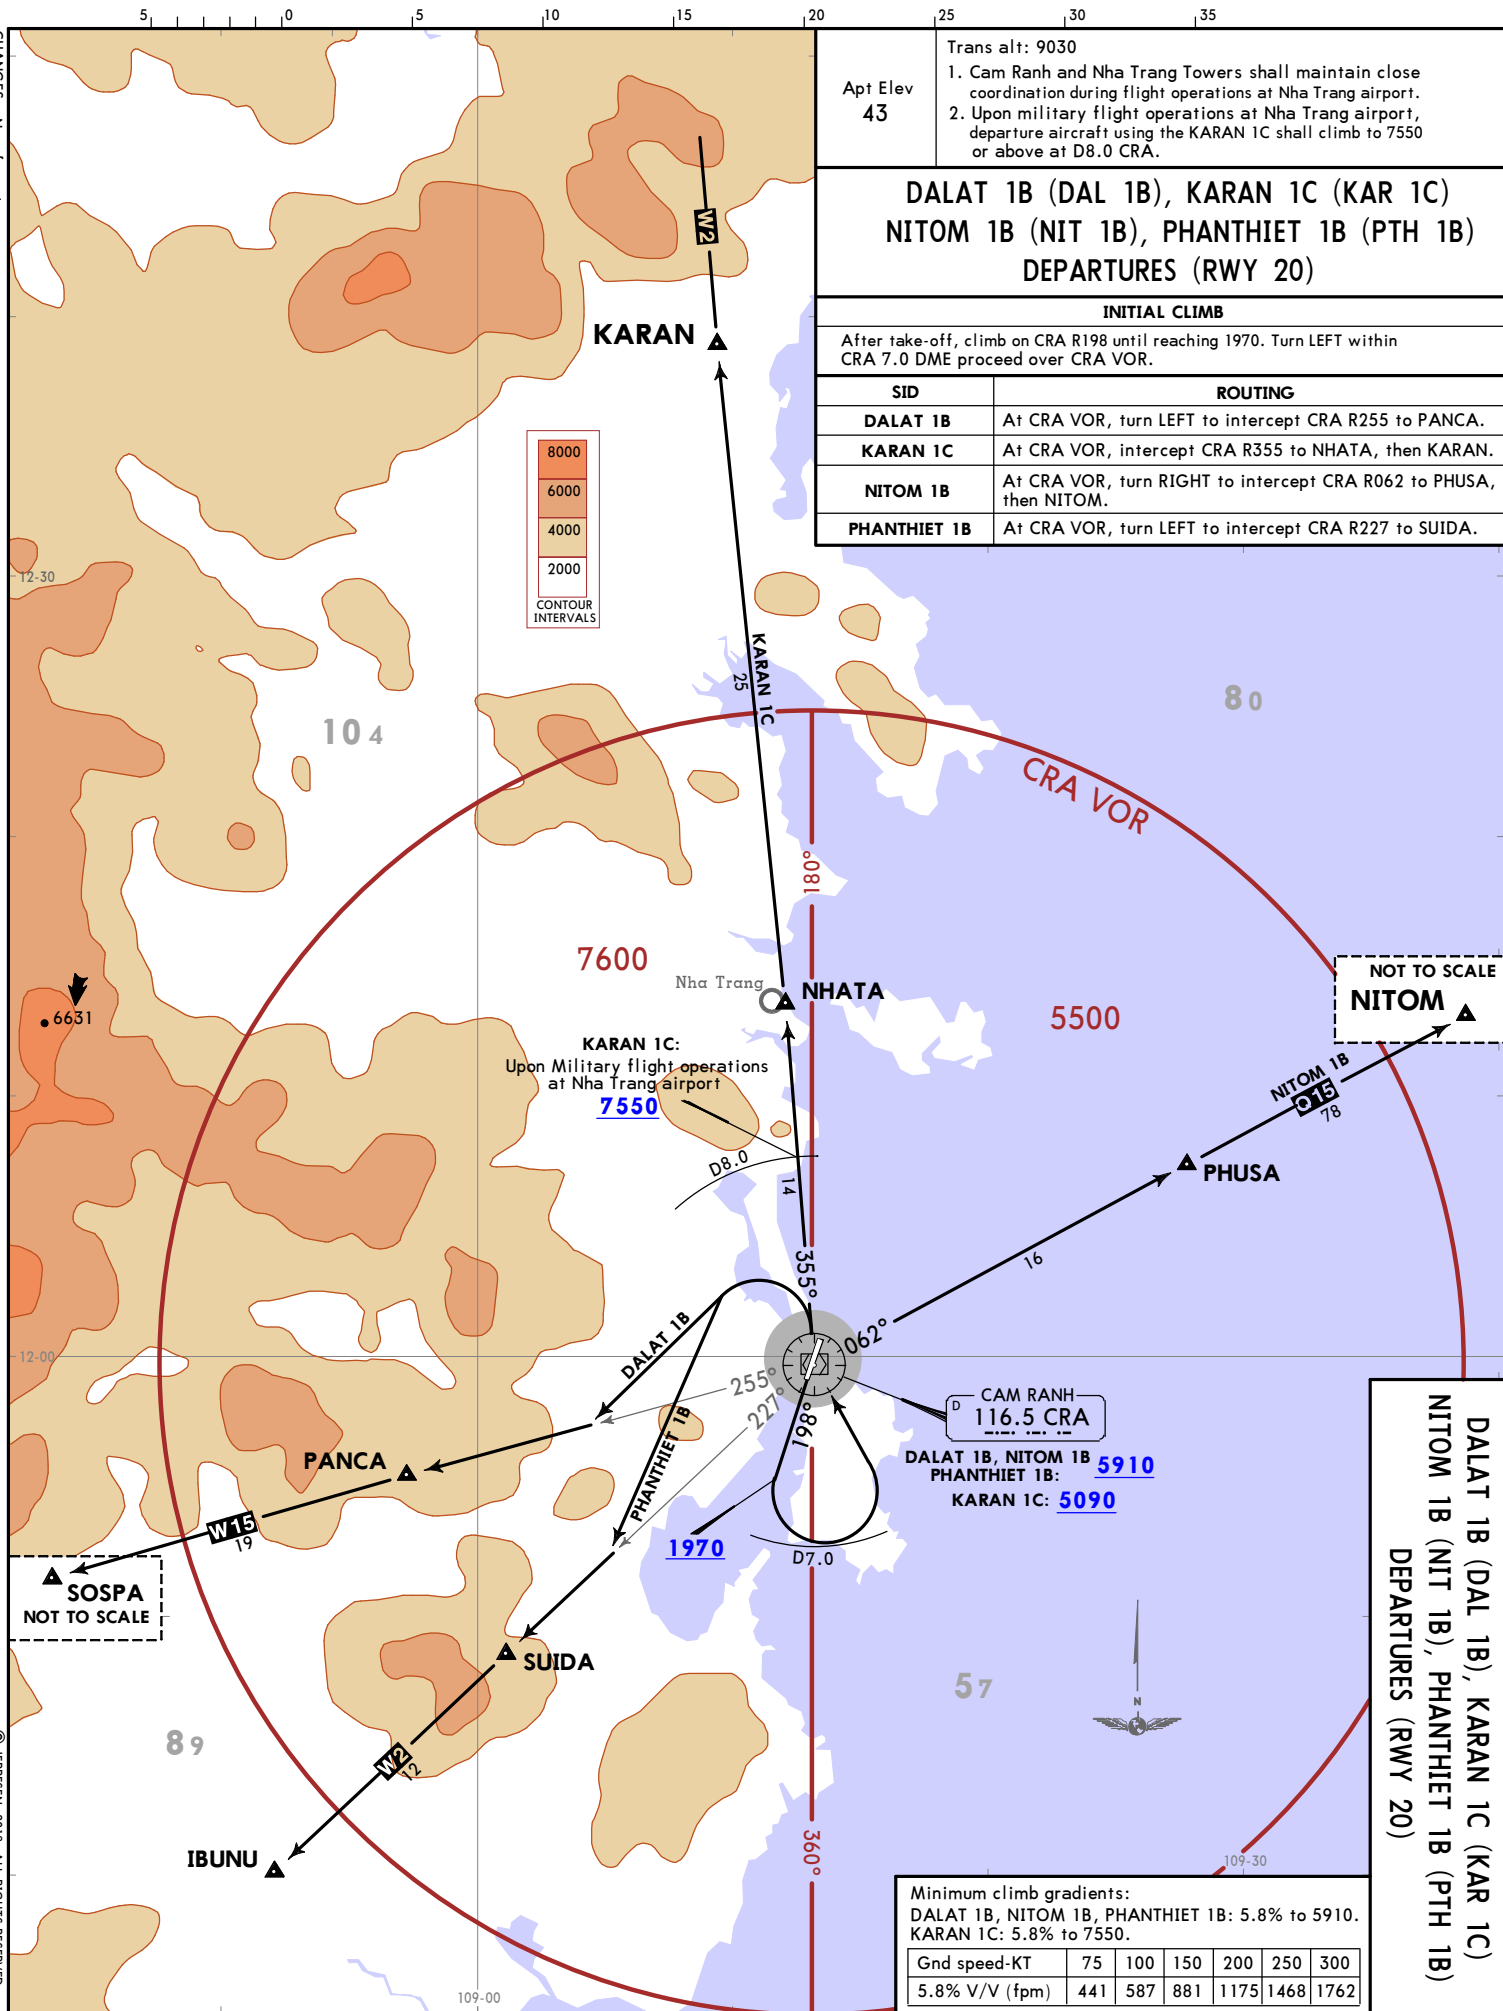 5 0 5 10 15 20 25 30 35
Apt Elev
43
Trans alt: 9030
1. Cam Ranh and Nha Trang Towers shall maintain close
coordination during flight operations at Nha Trang airport.
2. Upon military flight operations at Nha Trang airport,
departure aircraft using the KARAN 1C shall climb to 7550
or above at D8.0 CRA.
DALAT 1B (DAL 1B), KARAN 1C (KAR 1C)
NITOM 1B (NIT 1B), PHANTHIET 1B (PTH 1B)
DEPARTURES (RWY 20)
INITIAL CLIMB
After take-off, climb on CRA R198 until reaching 1970. Turn LEFT within
CRA 7.0 DME proceed over CRA VOR.
SID ROUTING
DALAT 1B At CRA VOR, turn LEFT to intercept CRA R255 to PANCA.
KARAN 1C At CRA VOR, intercept CRA R355 to NHATA, then KARAN.
NITOM 1B At CRA VOR, turn RIGHT to intercept CRA R062 to PHUSA,
then NITOM.
PHANTHIET 1B At CRA VOR, turn LEFT to intercept CRA R227 to SUIDA.
W2
KARAN
8000
6000
4000
2000
CONTOUR
INTERVALS
12-30
KARAN 1C
25
104
80
CRA VOR
180°
7600
Nha Trang
NHATA
5500
NOT TO SCALE
NITOM
6631
KARAN 1C:
Upon Military flight operations
at Nha Trang airport
7550
D8.0
14
NITOM 1B
Q15
78
PHUSA
16
355°
062°
12-00
DALAT 1B
255°
227°
198°
PHANTHIET 1B
CAM RANH
D 116.5 CRA
DALAT 1B, NITOM 1B
PHANTHIET 1B: 5910
KARAN 1C: 5090
PANCA
W15
19
SOSPA
NOT TO SCALE
1970
D7.0
SUIDA
W2
12
IBUNU
89
57
N
360°
109-30
109-00
DALAT 1B (DAL 1B), KARAN 1C (KAR 1C)
NITOM 1B (NIT 1B), PHANTHIET 1B (PTH 1B)
DEPARTURES (RWY 20)
Minimum climb gradients:
DALAT 1B, NITOM 1B, PHANTHIET 1B: 5.8% to 5910.
KARAN 1C: 5.8% to 7550.
Gnd speed-KT 75 100 150 200 250 300
5.8% V/V (fpm) 441 587 881 1175 1468 1762